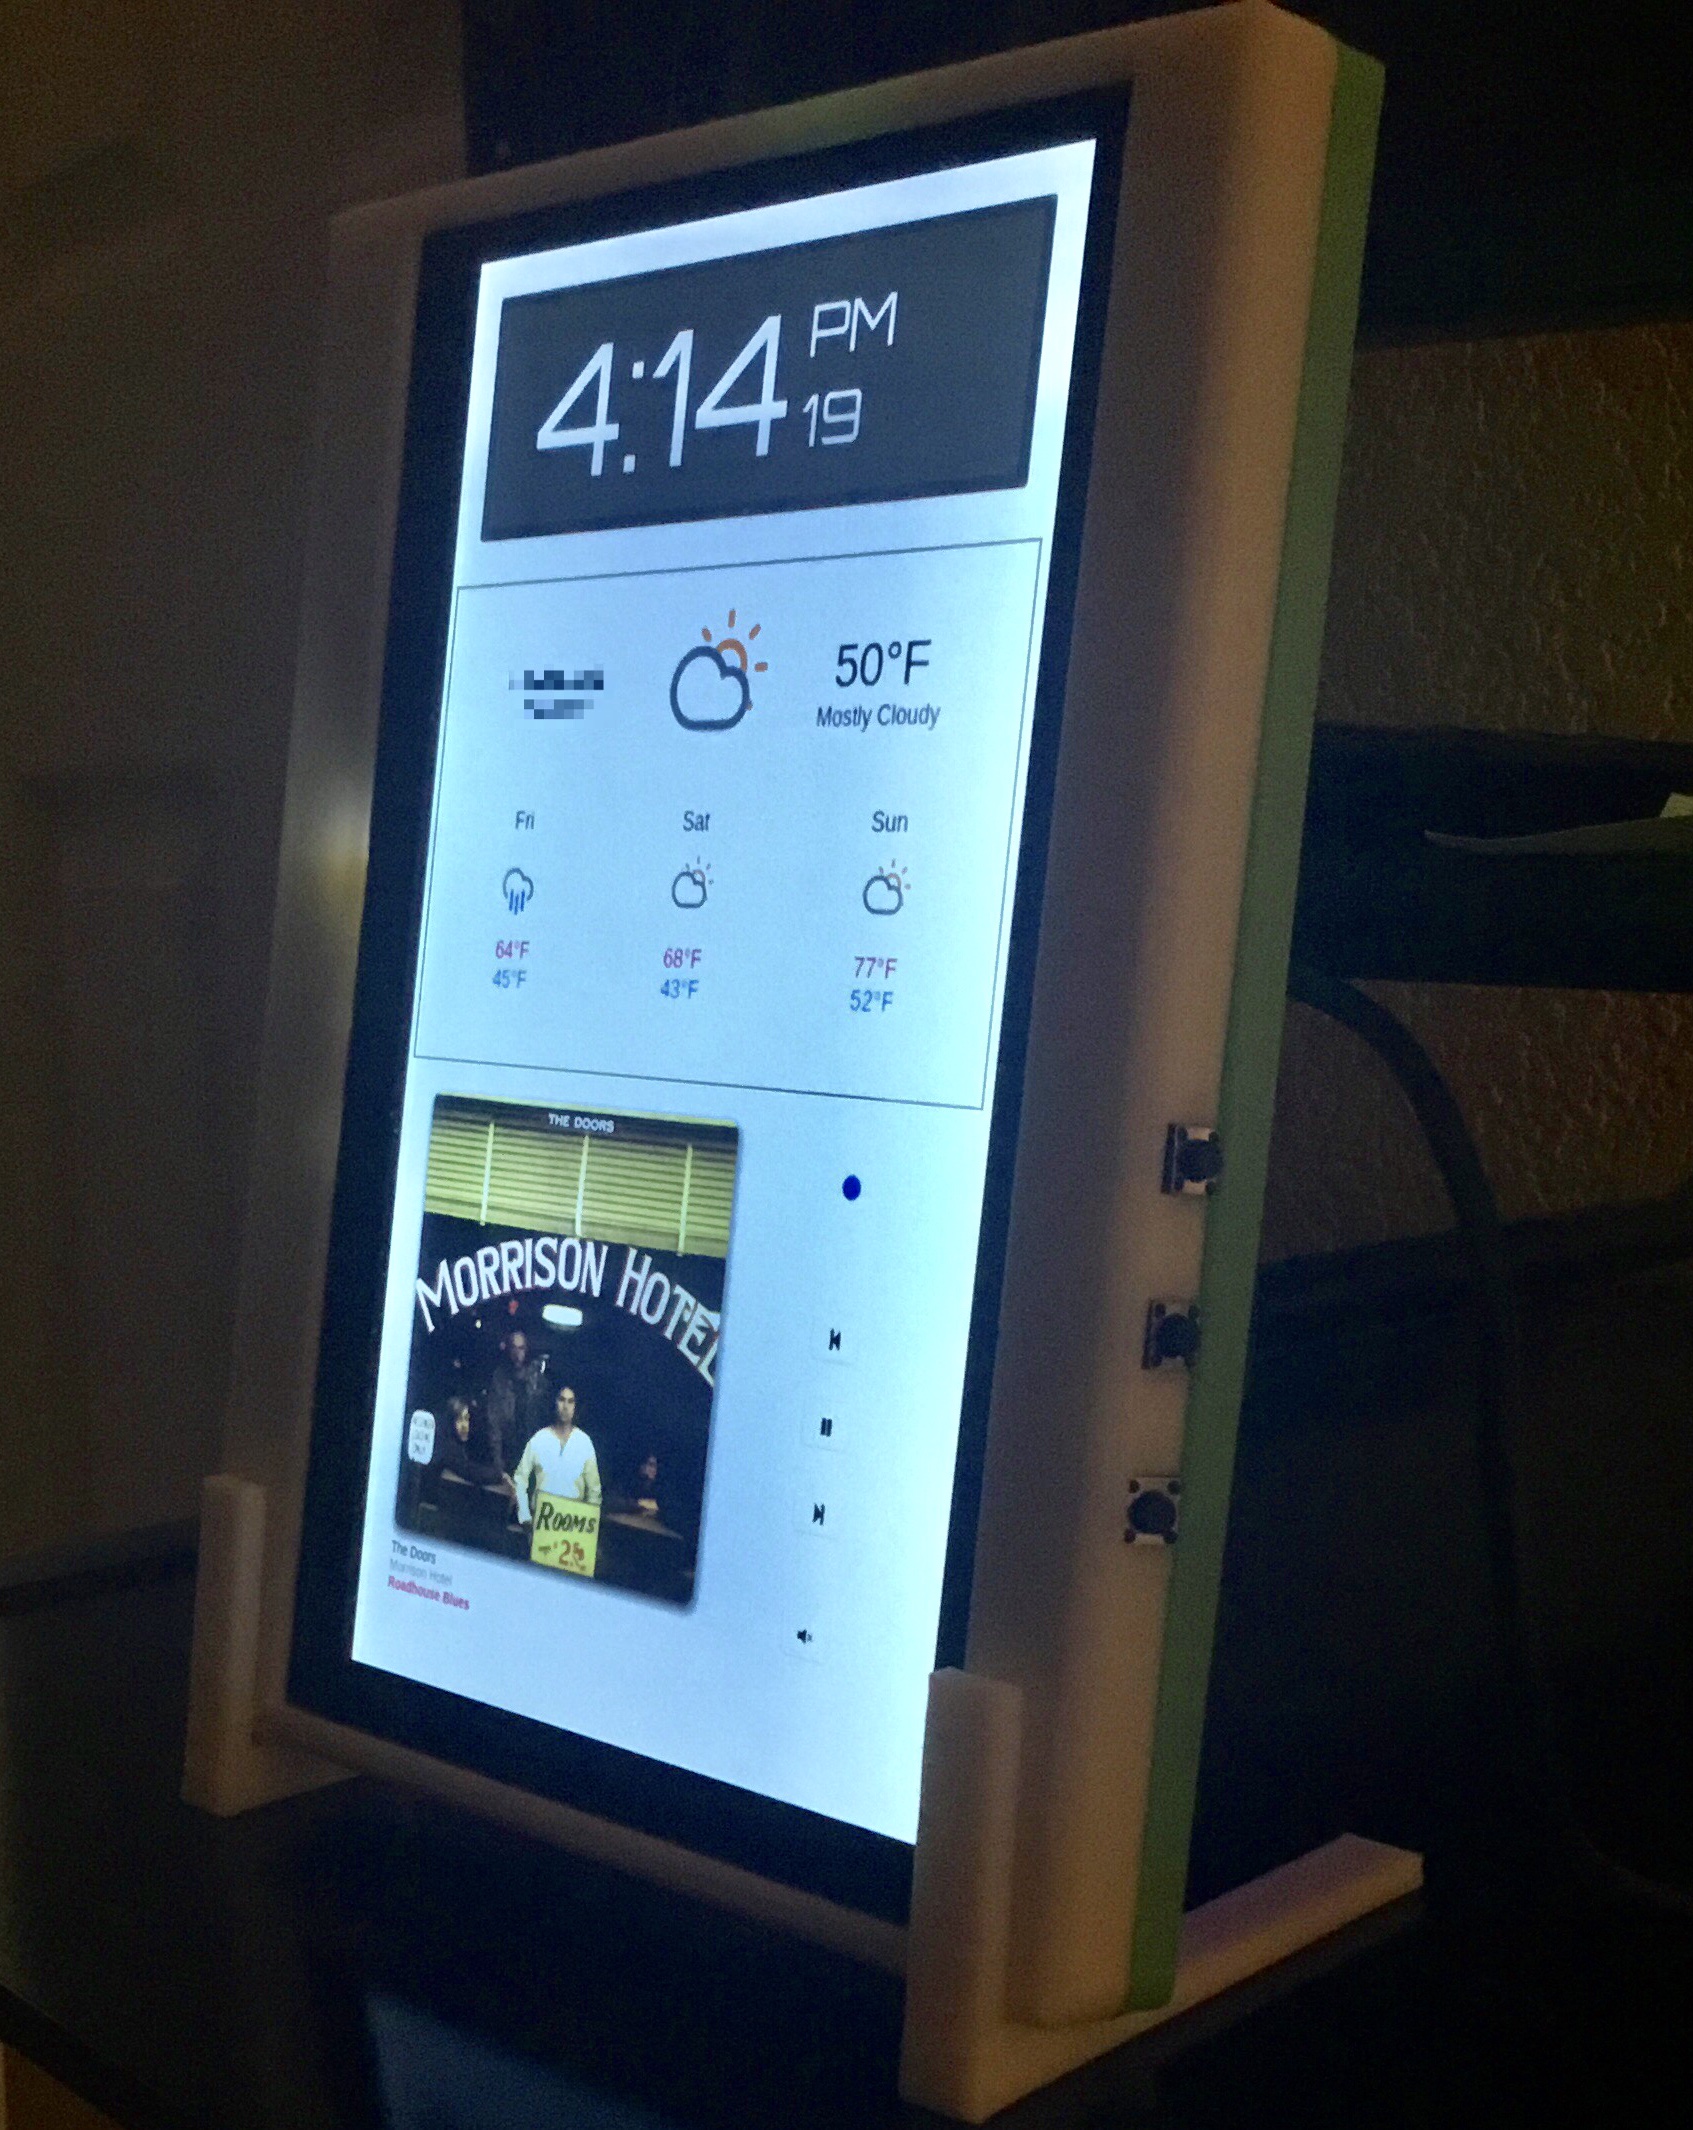 4:14
PM
19
50°F
Mostly Cloudy
Fri
Sat
Sun
64°F
68°F
77°F
45°F
43°F
52°F
THE DOORS
MORRISON HOTEL
ROOMS
The Doors
Morrison Hotel
Roadhouse Blues